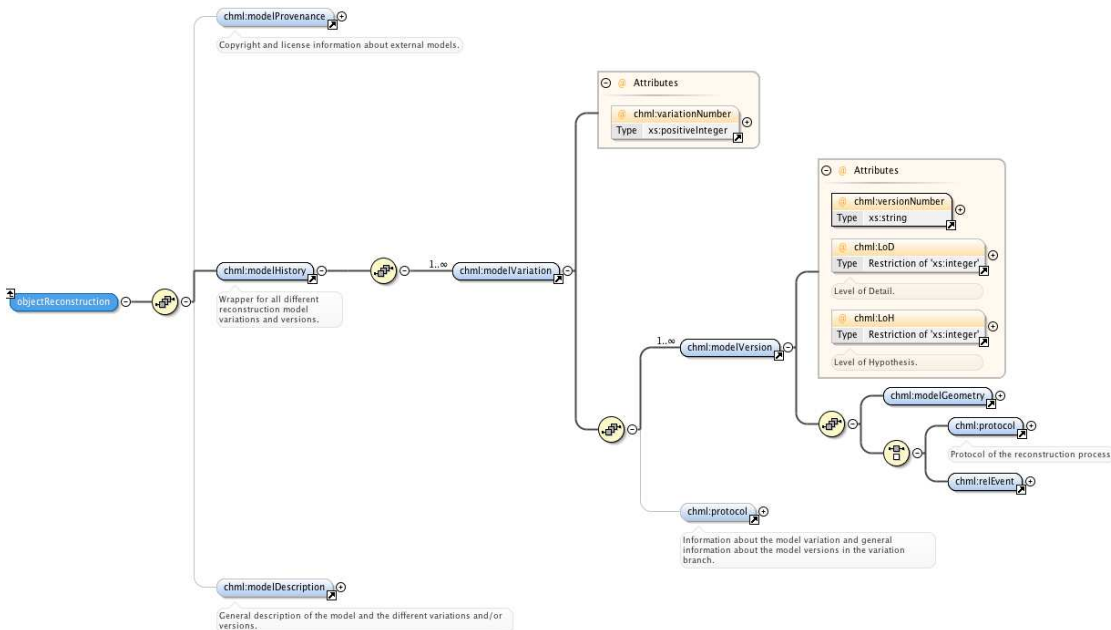 chml:modelProvenance
Copyright and license information about external models.
@ Attributes
@ chml:variationNumber
Type xs:positiveInteger
@ Attributes
@ chml:versionNumber
Type xs:string
@ chml:LoD
Type Restriction of 'xs:integer'
Level of Detail.
@ chml:LoH
Type Restriction of 'xs:integer'
Level of Hypothesis.
objectReconstruction
chml:modelHistory
Wrapper for all different
reconstruction model
variations and versions.
1..∞
chml:modelVariation
1..∞
chml:modelVersion
chml:modelGeometry
chml:protocol
Protocol of the reconstruction process
chml:relEvent
chml:protocol
Information about the model variation and general
information about the model versions in the variation
branch.
chml:modelDescription
General description of the model and the different variations and/or
versions.